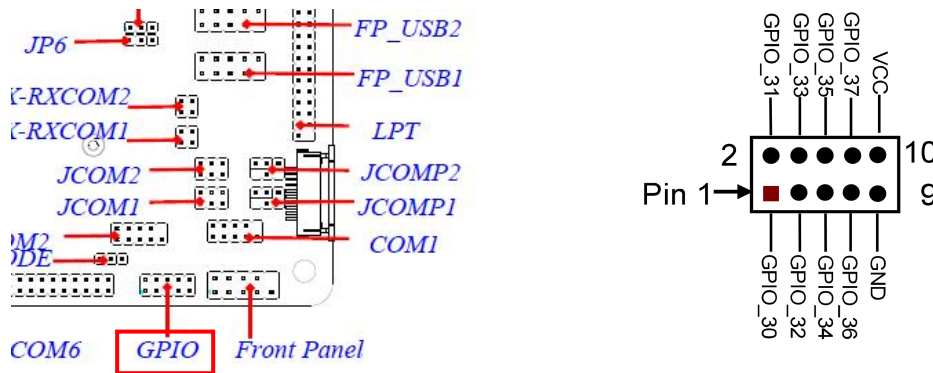 FP_USB2
JP6
FP_USB1
X-RXCOM2
X-RXCOM1
LPT
JCOM2
JCOMP2
JCOM1
JCOMP1
OM2
COM1
ODE
COM6
GPIO
Front Panel
GPIO_31
GPIO_33
GPIO_35
GPIO_37
VCC
2
10
Pin 1
9
GPIO_30
GPIO_32
GPIO_34
GPIO_36
GND